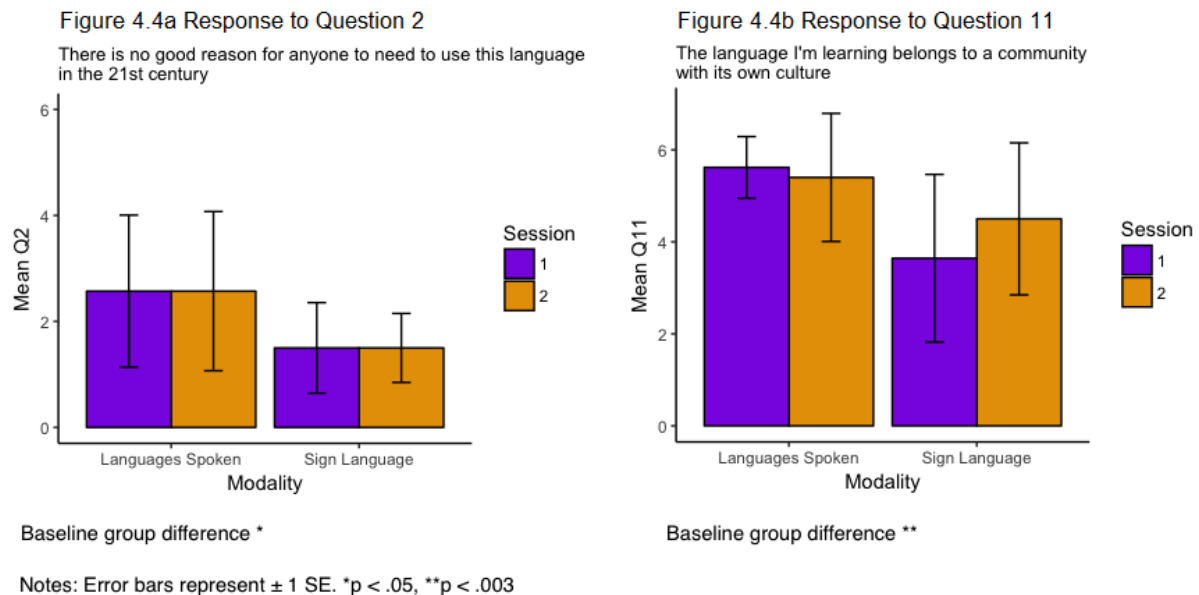 Figure 4.4a Response to Question 2
There is no good reason for anyone to need to use this language
in the 21st century
6
4
2
0
Mean Q2
Languages Spoken
Sign Language
Modality
Session
1
2
Baseline group difference *
Figure 4.4b Response to Question 11
The language I'm learning belongs to a community
with its own culture
6
4
2
0
Mean Q11
Languages Spoken
Sign Language
Modality
Session
1
2
Baseline group difference **
Notes: Error bars represent ± 1 SE. *p < .05, **p < .003